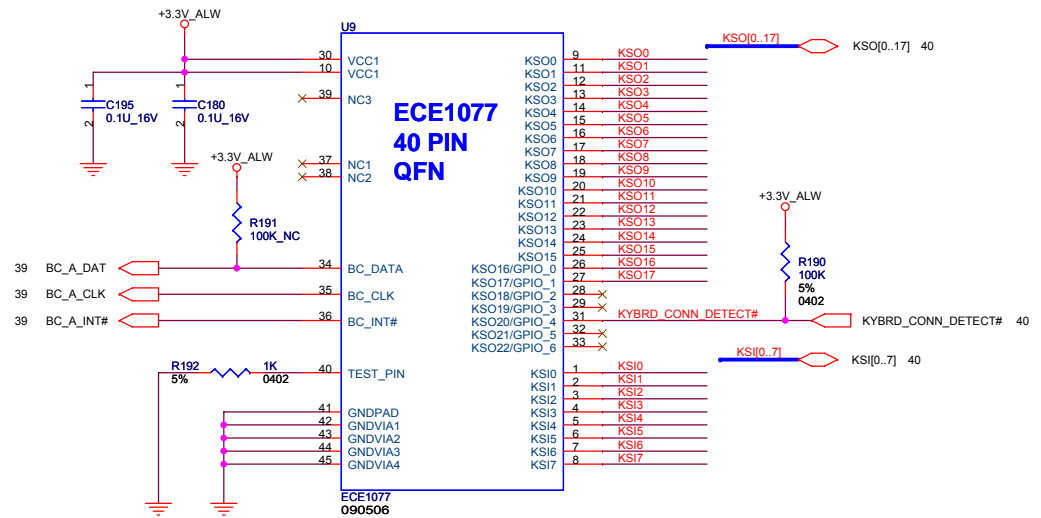 +3.3V_ALW
U9
30 VCC1
10 VCC1
39 NC3
37 NC1
38 NC2
1
C195
0.1U_16V
2
1
C180
0.1U_16V
2
ECE1077
40 PIN
QFN
+3.3V_ALW
R191
100K_NC
39 BC_A_DAT
34 BC_DATA
39 BC_A_CLK
35 BC_CLK
39 BC_A_INT#
36 BC_INT#
R192 1K
5% 0402
40 TEST_PIN
41 GNDPAD
42 GNDVIA1
43 GNDVIA2
44 GNDVIA3
45 GNDVIA4
ECE1077
090506
KSO0 9 KSO0
KSO1 11 KSO1
KSO2 12 KSO2
KSO3 13 KSO3
KSO4 14 KSO4
KSO5 15 KSO5
KSO6 16 KSO6
KSO7 17 KSO7
KSO8 18 KSO8
KSO9 19 KSO9
KSO10 20 KSO10
KSO11 21 KSO11
KSO12 22 KSO12
KSO13 23 KSO13
KSO14 24 KSO14
KSO15 25 KSO15
KSO16/GPIO_0 26 KSO16
KSO17/GPIO_1 27 KSO17
KSO18/GPIO_2 28
KSO19/GPIO_3 29
KSO20/GPIO_4 31 KYBRD_CONN_DETECT#
KSO21/GPIO_5 32
KSO22/GPIO_6 33
KSI0 1 KSI0
KSI1 2 KSI1
KSI2 3 KSI2
KSI3 4 KSI3
KSI4 5 KSI4
KSI5 6 KSI5
KSI6 7 KSI6
KSI7 8 KSI7
KSO[0..17] KSO[0..17] 40
+3.3V_ALW
R190
100K
5%
0402
KYBRD_CONN_DETECT# 40
KSI[0..7] KSI[0..7] 40